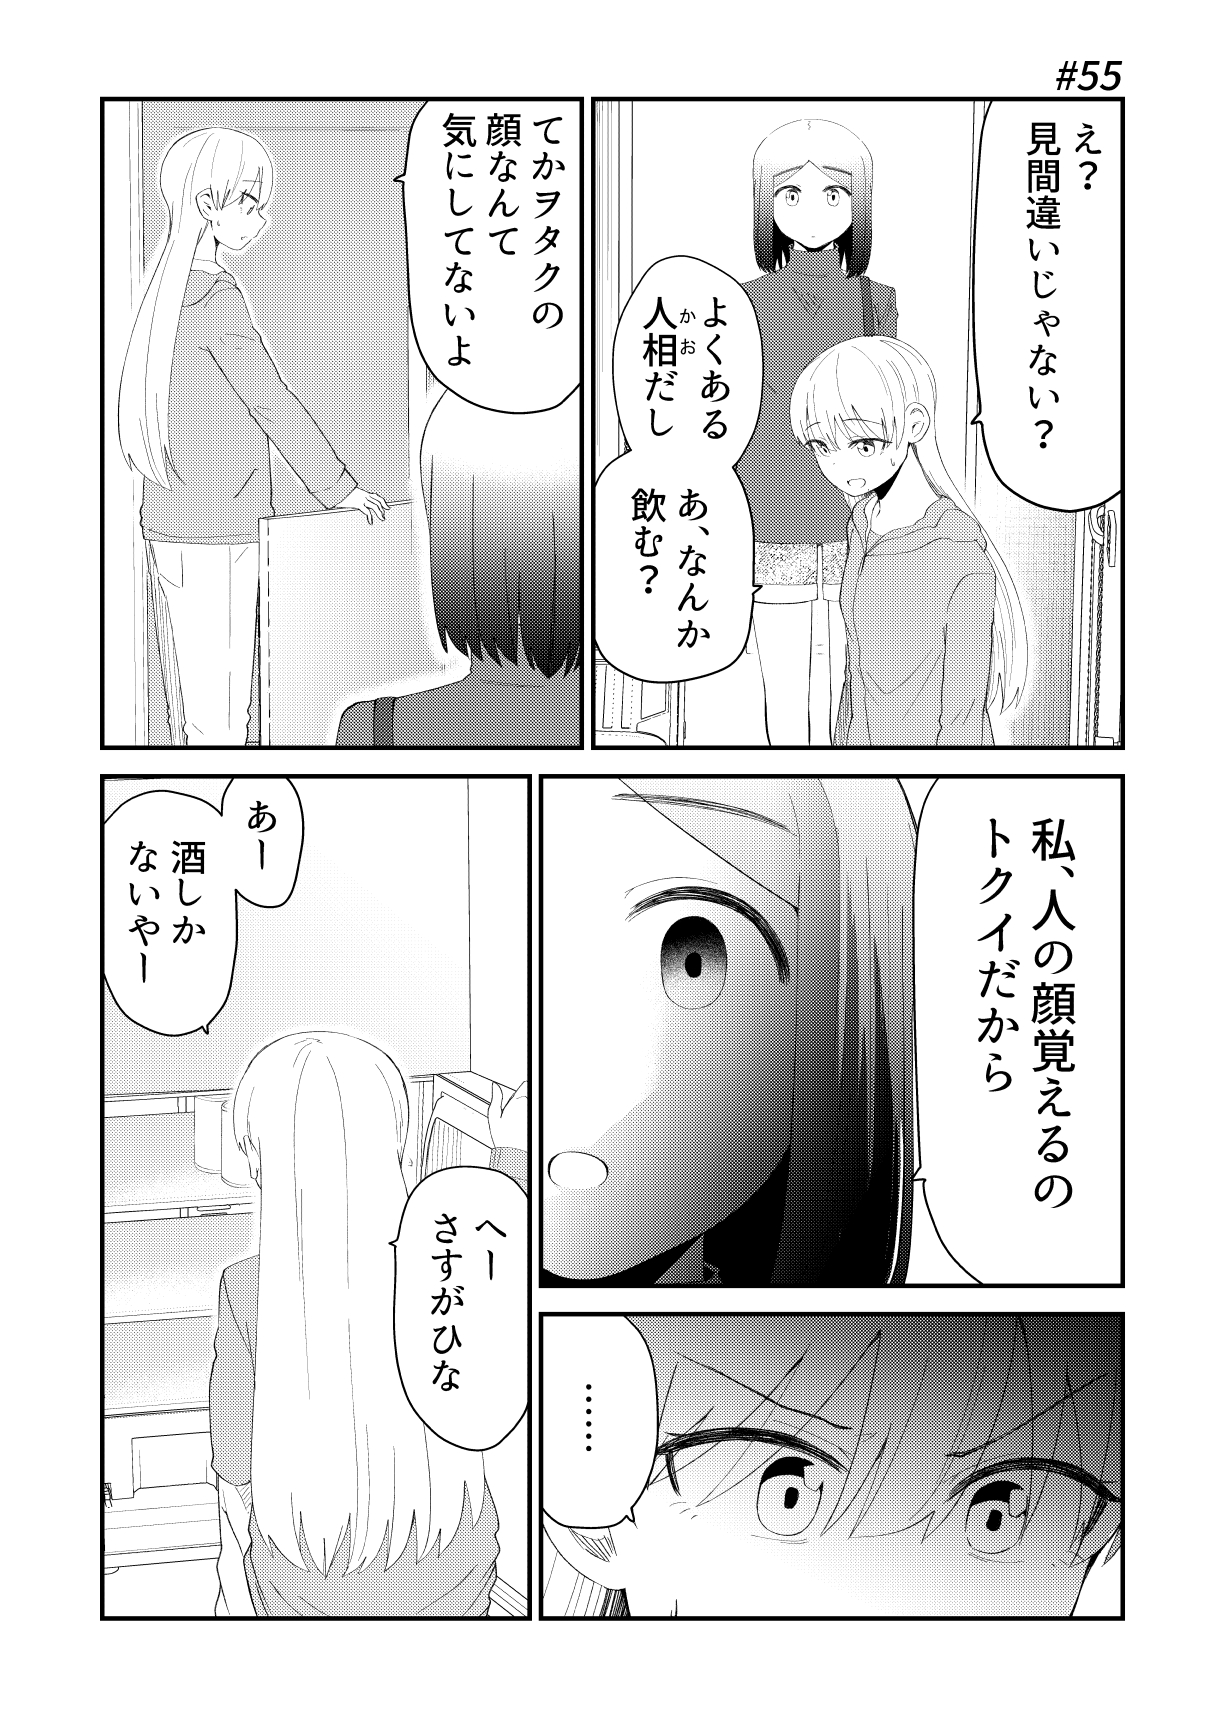 #55
え？
見間違いじゃない？
よくある
人相だし
かお
あ、なんか
飲む？
てかヲタクの
顔なんて
気にしてないよ
私、人の顔覚えるの
トクイだから
……
あー
酒しか
ないやー
へー
さすがひな